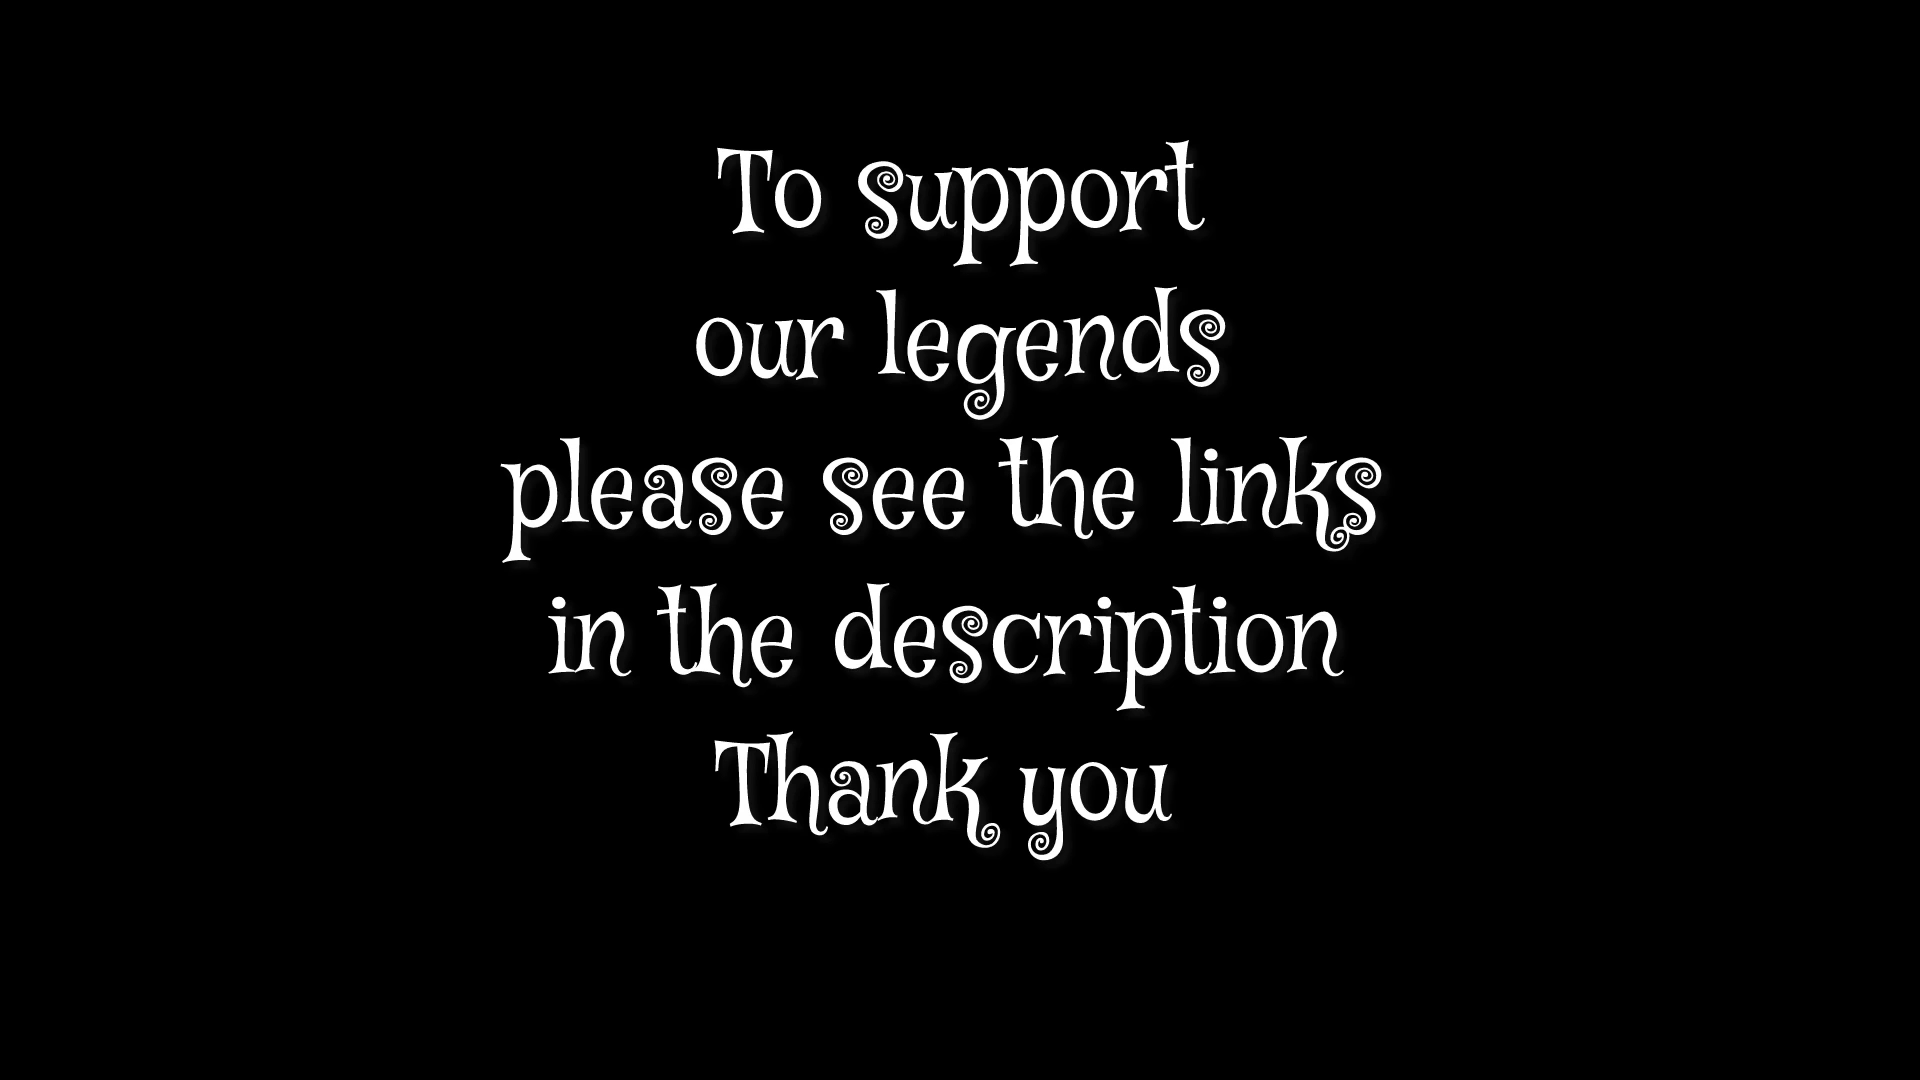 To support
our legends
please see the links
in the description
Thank you